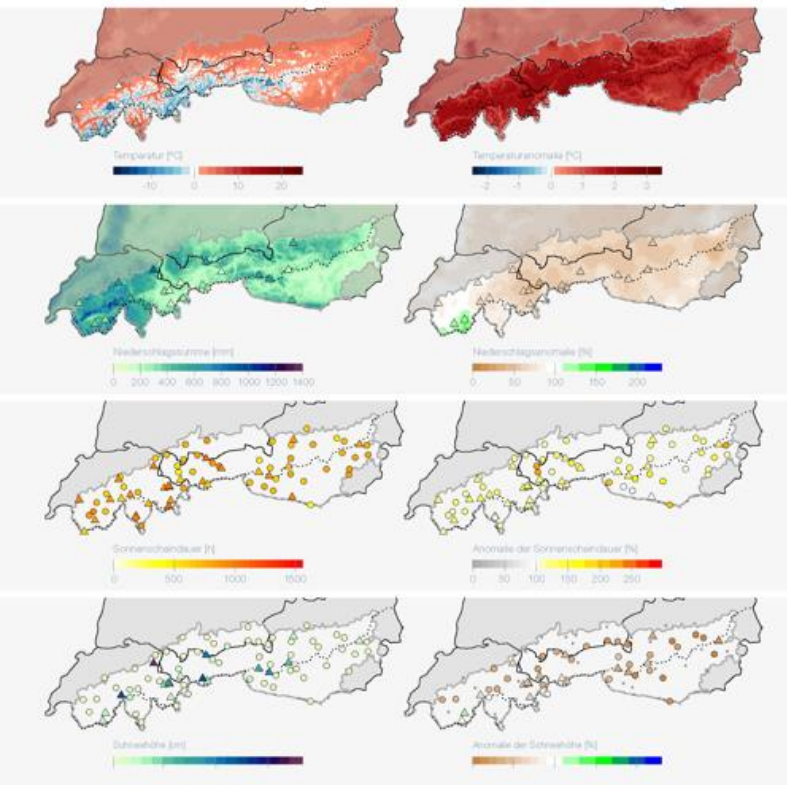 Temperatur [°C]
-10 0 10 20
Temperaturanomalie [°C]
-2 -1 0 1 2 3
Niederschlagssumme [mm]
0 200 400 600 800 1000 1200 1400
Niederschlagsanomalie [%]
0 50 100 150 200
Sonnenscheindauer [h]
0 500 1000 1500
Anomalie der Sonnenscheindauer [%]
0 50 100 150 200 250
Schneehöhe [cm]
Anomalie der Schneehöhe [%]